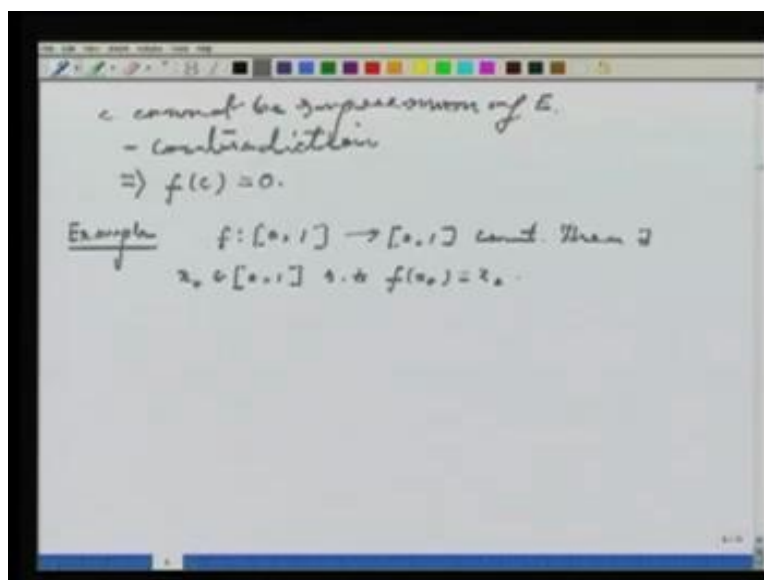 c cannot be supremum of E.
- contradiction
⇒ f(c) = 0.
Example f : [0, 1] → [0, 1] cont. Then ∃
x₀ ∈ [0, 1] s.t. f(x₀) = x₀.